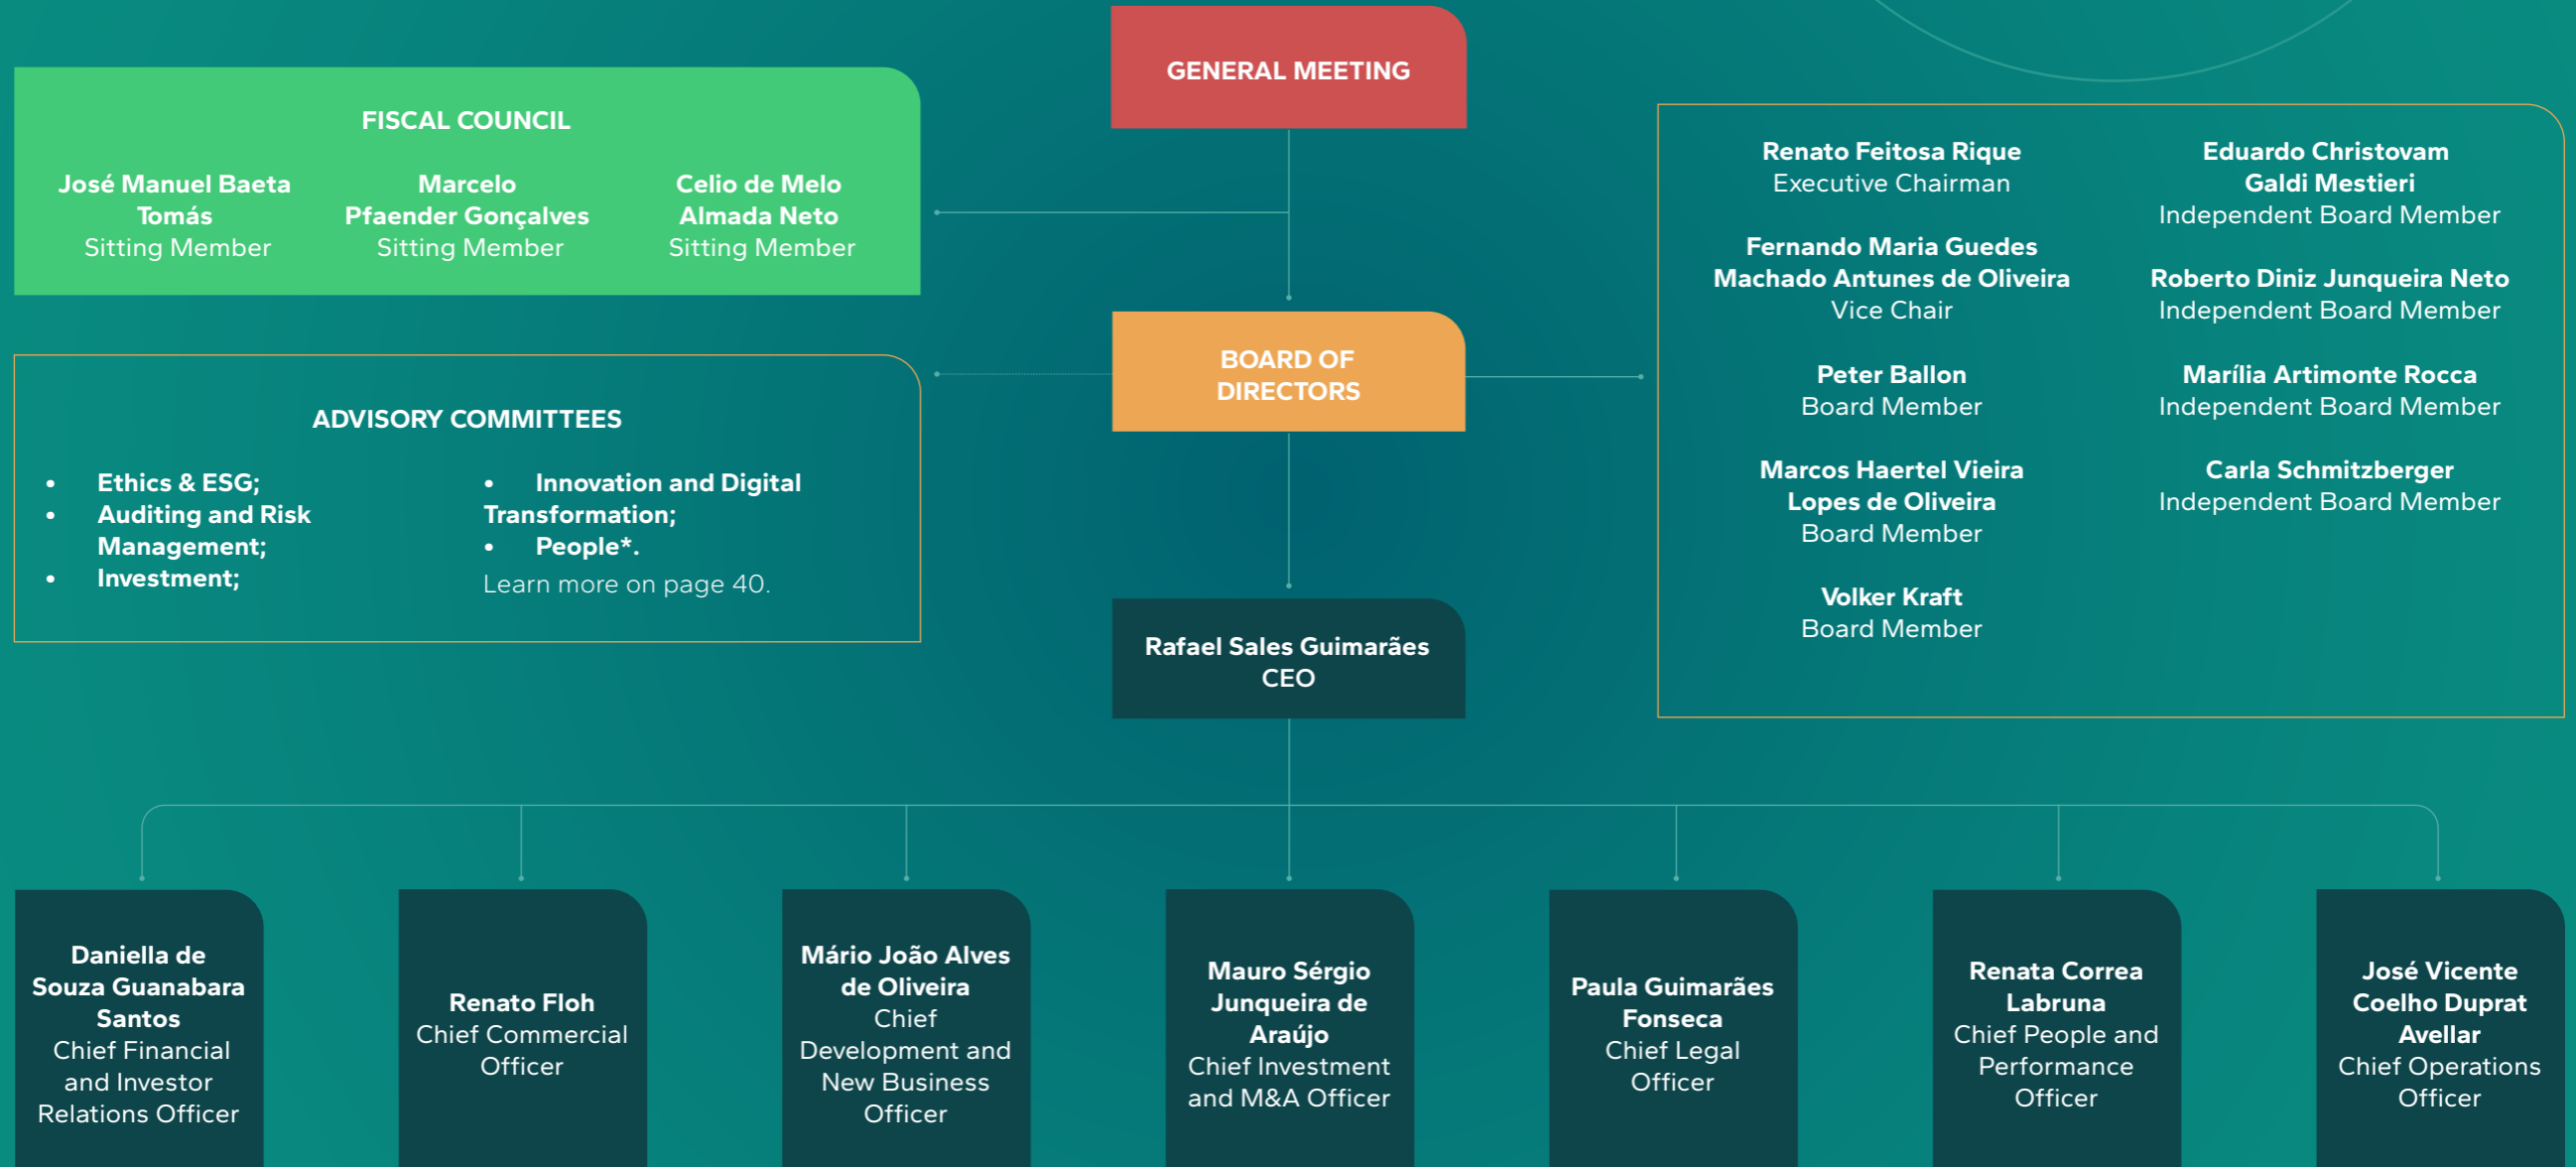 GENERAL MEETING
FISCAL COUNCIL
José Manuel Baeta
Tomás
Sitting Member
Marcelo
Pfaender Gonçalves
Sitting Member
Celio de Melo
Almada Neto
Sitting Member
BOARD OF
DIRECTORS
Renato Feitosa Rique
Executive Chairman
Fernando Maria Guedes
Machado Antunes de Oliveira
Vice Chair
Peter Ballon
Board Member
Marcos Haertel Vieira
Lopes de Oliveira
Board Member
Volker Kraft
Board Member
Eduardo Christovam
Galdi Mestieri
Independent Board Member
Roberto Diniz Junqueira Neto
Independent Board Member
Marília Artimonte Rocca
Independent Board Member
Carla Schmitzberger
Independent Board Member
ADVISORY COMMITTEES
• Ethics & ESG;
• Auditing and Risk
Management;
• Investment;
• Innovation and Digital
Transformation;
• People*.
Learn more on page 40.
Rafael Sales Guimarães
CEO
Daniella de
Souza Guanabara
Santos
Chief Financial
and Investor
Relations Officer
Renato Floh
Chief Commercial
Officer
Mário João Alves
de Oliveira
Chief
Development and
New Business
Officer
Mauro Sérgio
Junqueira de
Araújo
Chief Investment
and M&A Officer
Paula Guimarães
Fonseca
Chief Legal
Officer
Renata Correa
Labruna
Chief People and
Performance
Officer
José Vicente
Coelho Duprat
Avellar
Chief Operations
Officer